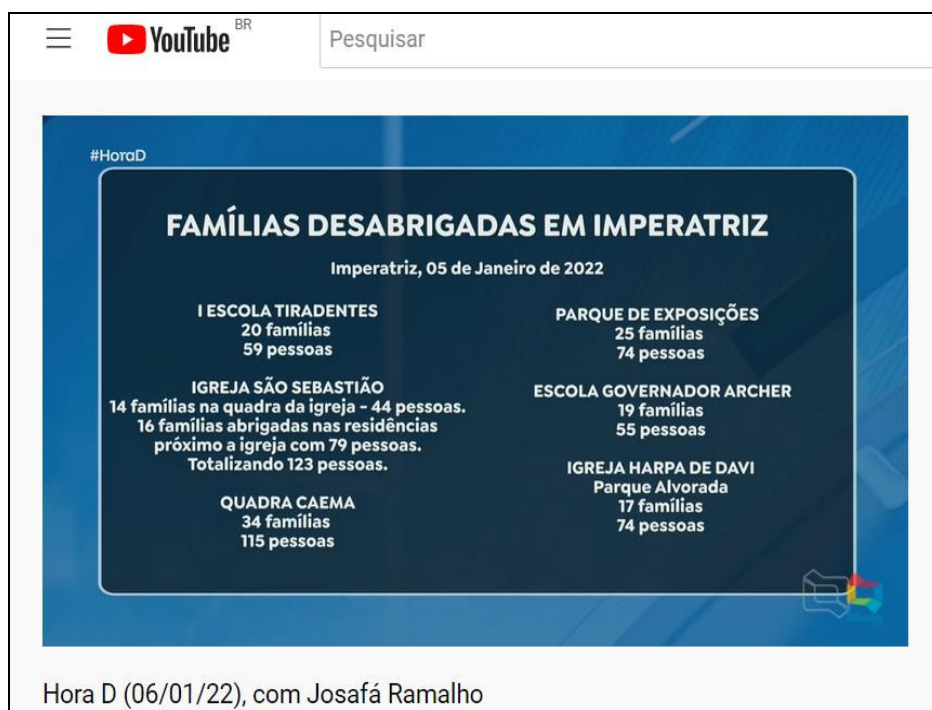 YouTube BR
Pesquisar
#HoraD
FAMÍLIAS DESABRIGADAS EM IMPERATRIZ
Imperatriz, 05 de Janeiro de 2022
I ESCOLA TIRADENTES
20 famílias
59 pessoas
IGREJA SÃO SEBASTIÃO
14 famílias na quadra da igreja - 44 pessoas.
16 famílias abrigadas nas residências
próximo a igreja com 79 pessoas.
Totalizando 123 pessoas.
QUADRA CAEMA
34 famílias
115 pessoas
PARQUE DE EXPOSIÇÕES
25 famílias
74 pessoas
ESCOLA GOVERNADOR ARCHER
19 famílias
55 pessoas
IGREJA HARPA DE DAVI
Parque Alvorada
17 famílias
74 pessoas
Hora D (06/01/22), com Josafá Ramalho